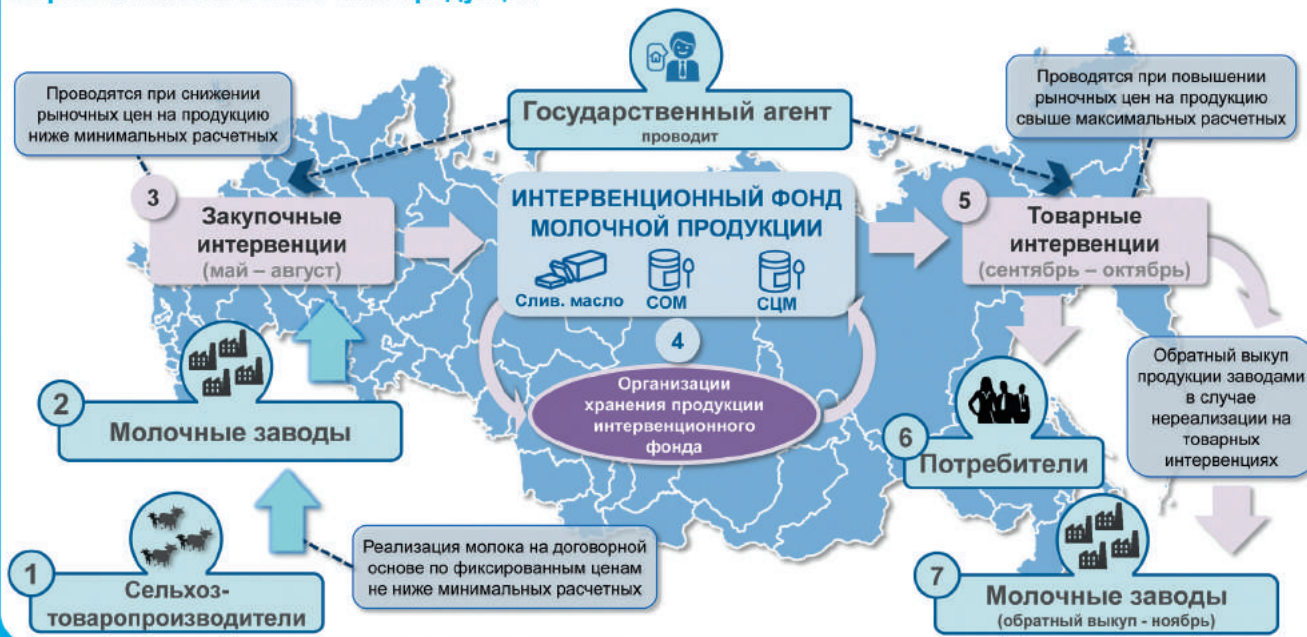 Государственный агент
проводит
Проводятся при снижении
рыночных цен на продукцию
ниже минимальных расчетных
Проводятся при повышении
рыночных цен на продукцию
свыше максимальных расчетных
3
Закупочные
интервенции
(май – август)
ИНТЕРВЕНЦИОННЫЙ ФОНД
МОЛОЧНОЙ ПРОДУКЦИИ
Слив. масло
СОМ
СЦМ
5
Товарные
интервенции
(сентябрь – октябрь)
4
Организации
хранения продукции
интервенционного
фонда
2
Молочные заводы
Обратный выкуп
продукции заводами
в случае
нереализации на
товарных
интервенциях
6
Потребители
1
Сельхоз-
товаропроизводители
Реализация молока на договорной
основе по фиксированным ценам
не ниже минимальных расчетных
7
Молочные заводы
(обратный выкуп - ноябрь)